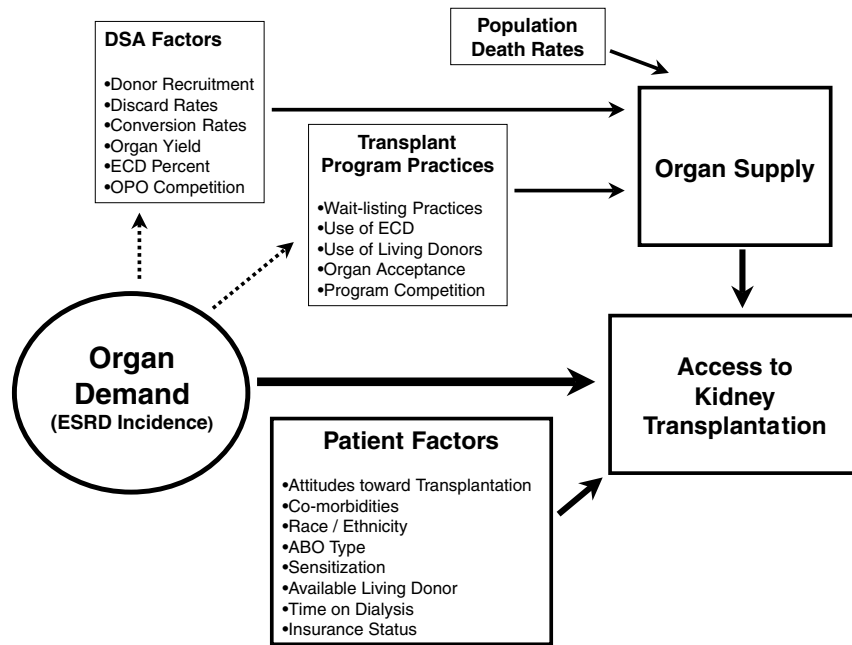 DSA Factors
•Donor Recruitment
•Discard Rates
•Conversion Rates
•Organ Yield
•ECD Percent
•OPO Competition
Population
Death Rates
Transplant
Program Practices
•Wait-listing Practices
•Use of ECD
•Use of Living Donors
•Organ Acceptance
•Program Competition
Organ Supply
Organ
Demand
(ESRD Incidence)
Access to
Kidney
Transplantation
Patient Factors
•Attitudes toward Transplantation
•Co-morbidities
•Race / Ethnicity
•ABO Type
•Sensitization
•Available Living Donor
•Time on Dialysis
•Insurance Status